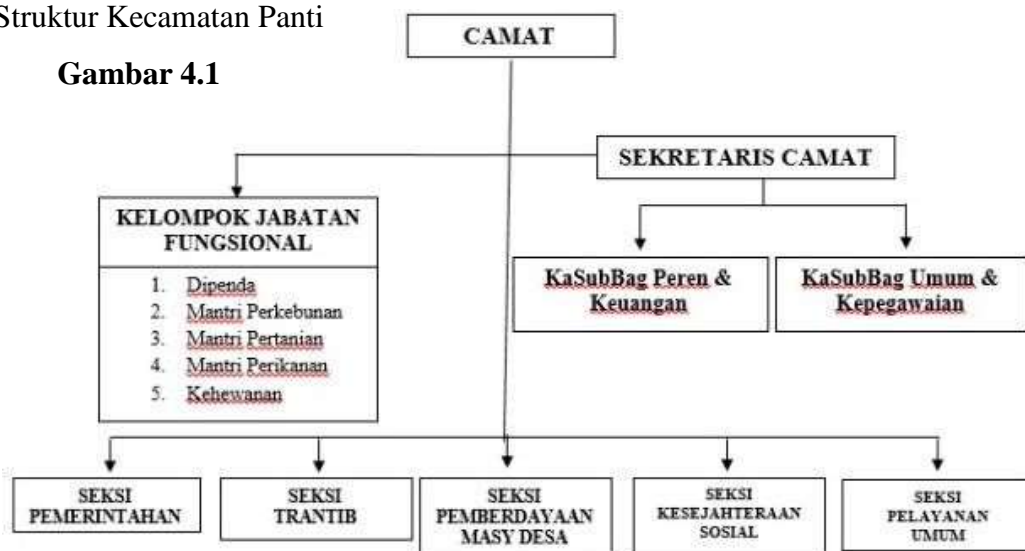 Struktur Kecamatan Panti
Gambar 4.1
CAMAT
SEKRETARIS CAMAT
KELOMPOK JABATAN
FUNGSIONAL
1. Dipenda
2. Mantri Perkebunan
3. Mantri Pertanian
4. Mantri Perikanan
5. Kehewanan
KaSubBag Peren &
Keuangan
KaSubBag Umum &
Kepegawaian
SEKSI
PEMERINTAHAN
SEKSI
TRANTIB
SEKSI
PEMBERDAYAAN
MASY DESA
SEKSI
KESEJAHTERAAN
SOSIAL
SEKSI
PELAYANAN
UMUM